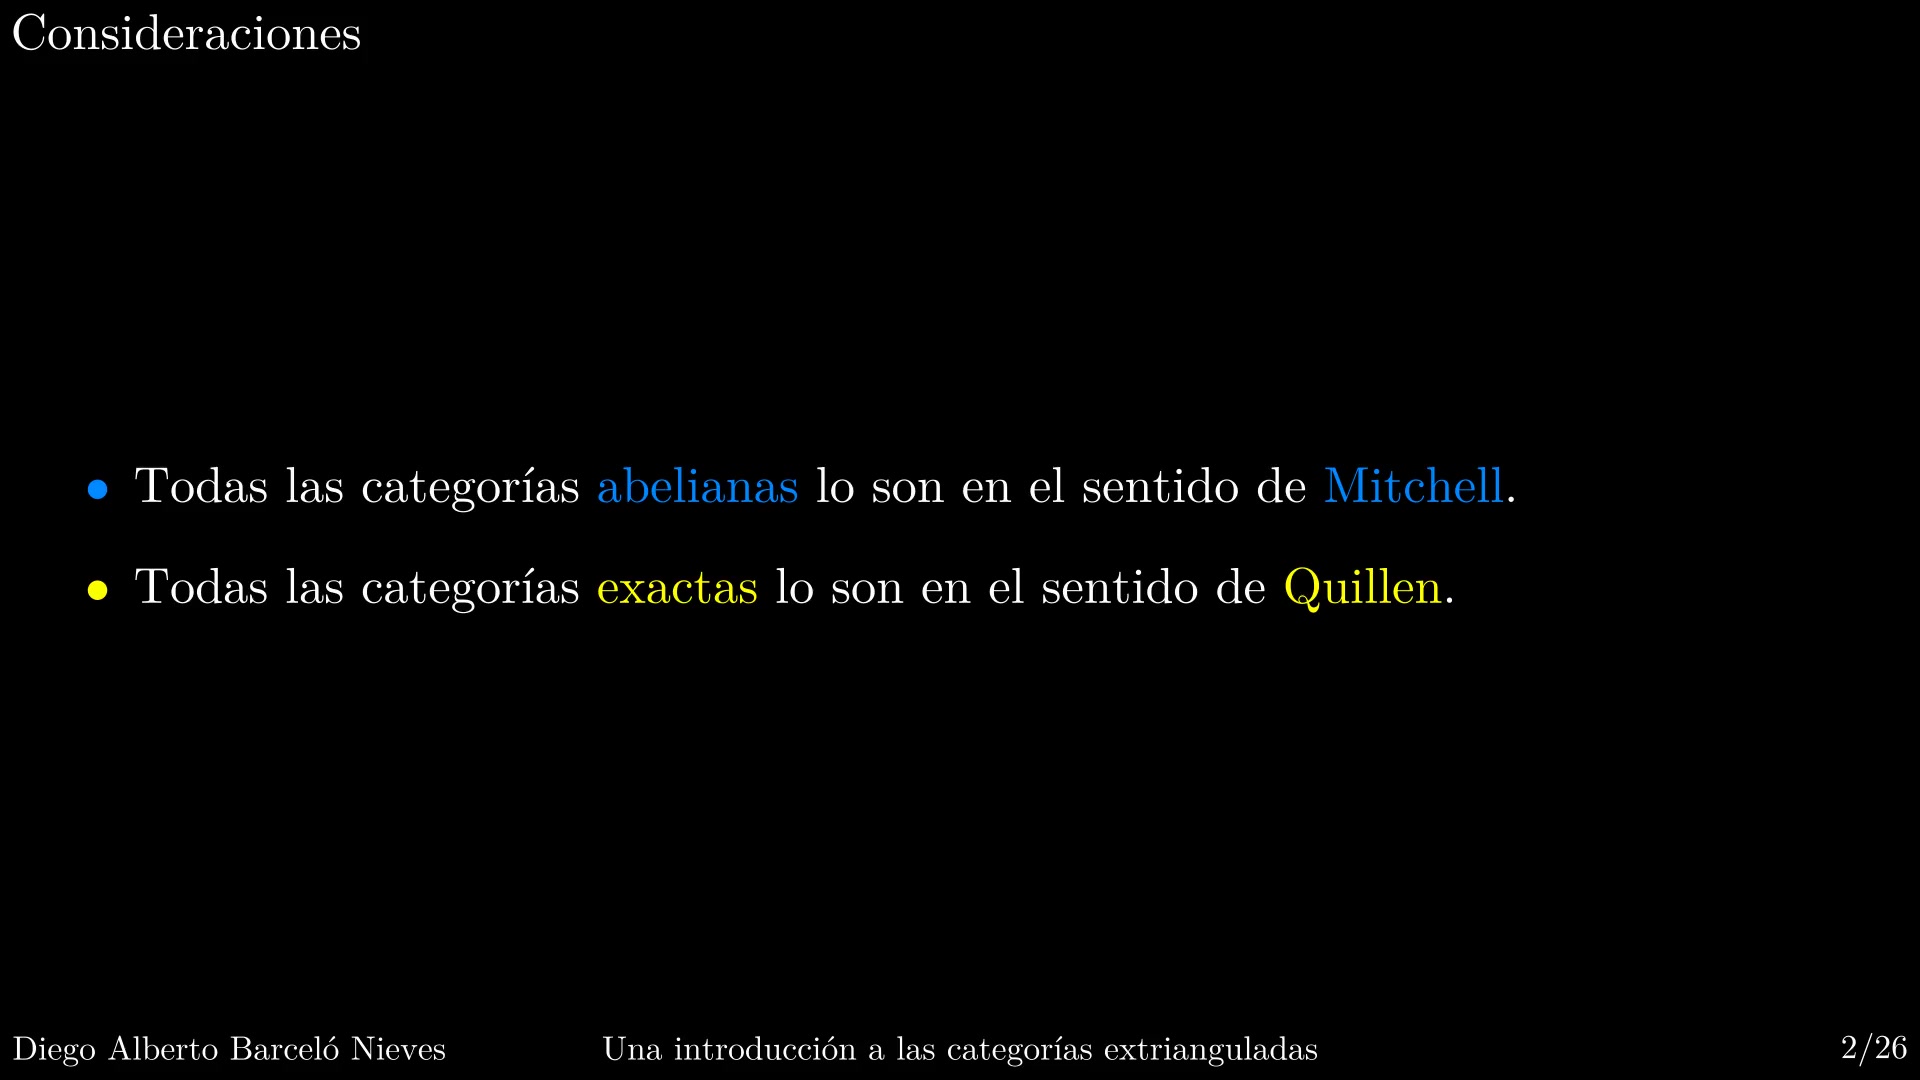 Consideraciones
• Todas las categorías abelianas lo son en el sentido de Mitchell.
• Todas las categorías exactas lo son en el sentido de Quillen.
Diego Alberto Barceló Nieves Una introducción a las categorías extrianguladas 2/26